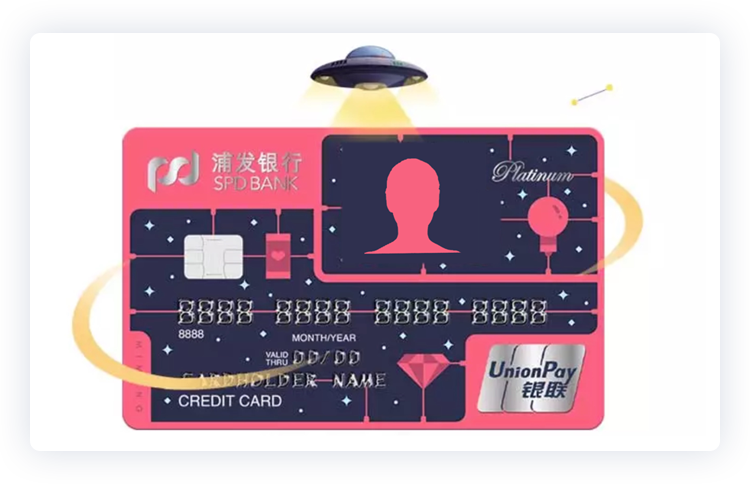 浦发银行
SPD BANK
Platinum
8888 8888 8888 8888
8888
MONTH/YEAR
VALID
THRU
DD/DD
CARDHOLDER NAME
CREDIT CARD
UnionPay
银联